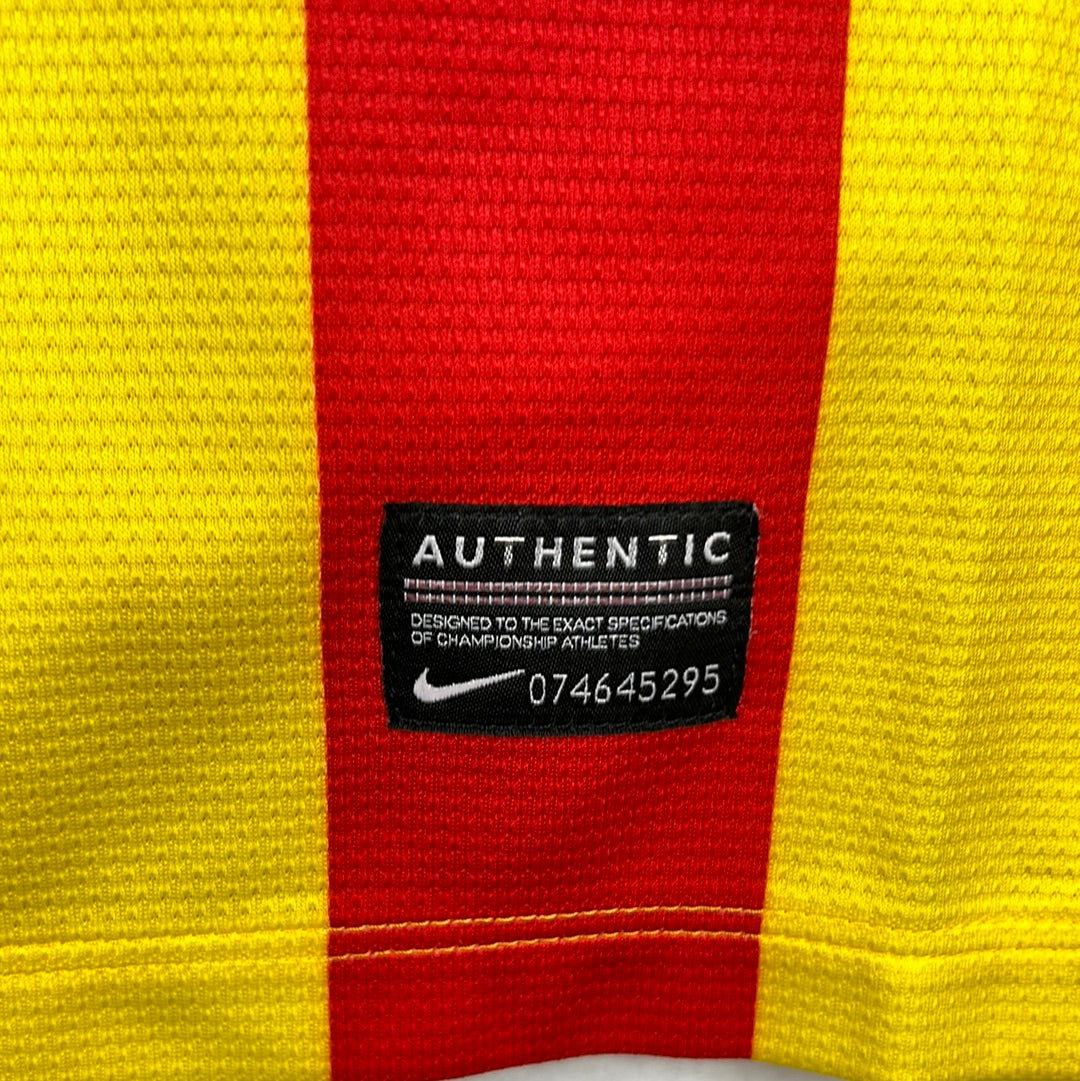 AUTHENTIC
DESIGNED TO THE EXACT SPECIFICATIONS
OF CHAMPIONSHIP ATHLETES
074645295